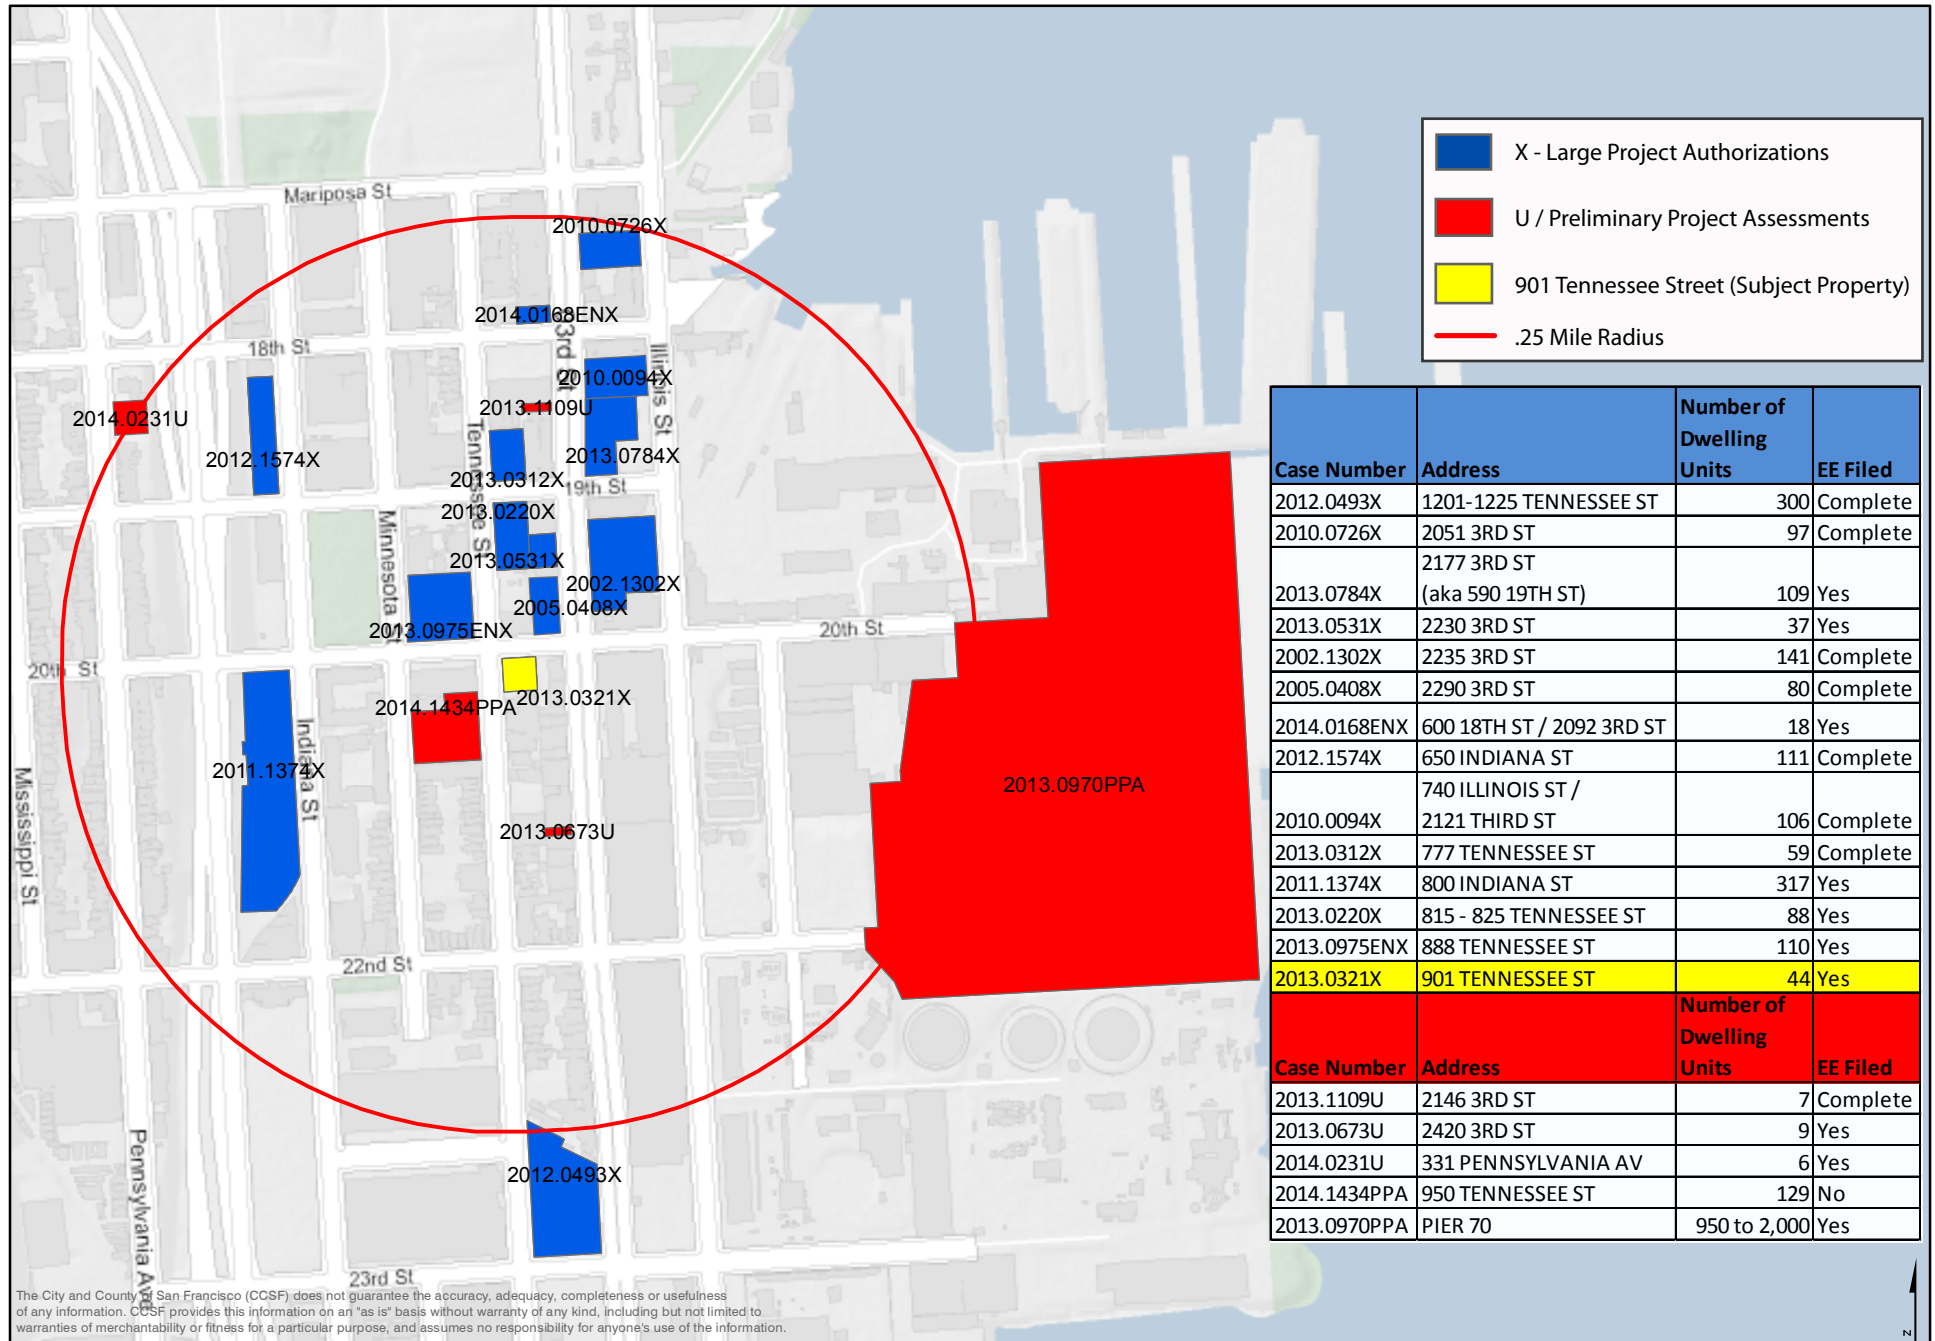 Mariposa St
2010.0726X
2014.0168ENX
3rd St
18th St
Illinois St
2010.0094X
2014.0231U
2013.1109U
Tennesse St
2012.1574X
2013.0784X
2013.0312X
19th St
2013.0220X
Minnesota St
2013.0531X
2002.1302X
2005.0408X
2013.0975ENX
20th St
20th St
2013.0321X
2014.1434PPA
Indiana St
2011.1374X
Mississippi St
2013.0970PPA
2013.0673U
22nd St
Pennsylvania Ave
2012.0493X
23rd St
X - Large Project Authorizations
U / Preliminary Project Assessments
901 Tennessee Street (Subject Property)
.25 Mile Radius
Case Number Address Number of Dwelling Units EE Filed
2012.0493X 1201-1225 TENNESSEE ST 300 Complete
2010.0726X 2051 3RD ST 97 Complete
2177 3RD ST
2013.0784X (aka 590 19TH ST) 109 Yes
2013.0531X 2230 3RD ST 37 Yes
2002.1302X 2235 3RD ST 141 Complete
2005.0408X 2290 3RD ST 80 Complete
2014.0168ENX 600 18TH ST / 2092 3RD ST 18 Yes
2012.1574X 650 INDIANA ST 111 Complete
740 ILLINOIS ST /
2010.0094X 2121 THIRD ST 106 Complete
2013.0312X 777 TENNESSEE ST 59 Complete
2011.1374X 800 INDIANA ST 317 Yes
2013.0220X 815 - 825 TENNESSEE ST 88 Yes
2013.0975ENX 888 TENNESSEE ST 110 Yes
2013.0321X 901 TENNESSEE ST 44 Yes
Case Number Address Number of Dwelling Units EE Filed
2013.1109U 2146 3RD ST 7 Complete
2013.0673U 2420 3RD ST 9 Yes
2014.0231U 331 PENNSYLVANIA AV 6 Yes
2014.1434PPA 950 TENNESSEE ST 129 No
2013.0970PPA PIER 70 950 to 2,000 Yes
The City and County of San Francisco (CCSF) does not guarantee the accuracy, adequacy, completeness or usefulness
of any information. CCSF provides this information on an "as is" basis without warranty of any kind, including but not limited to
warranties of merchantability or fitness for a particular purpose, and assumes no responsibility for anyone's use of the information.
N